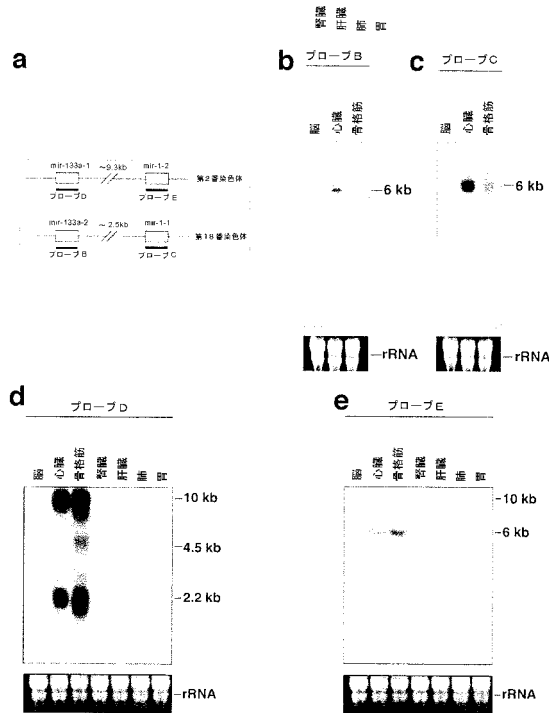 腎臓 肝臓 肺 胃
a
mir-133a-1 ~9.3kb mir-1-2
第2番染色体
プローブD プローブE
mir-133a-2 ~2.5kb mir-1-1
第18番染色体
プローブB プローブC
b
プローブB
脳 心臓 骨格筋
-6 kb
-rRNA
c
プローブC
脳 心臓 骨格筋
-6 kb
-rRNA
d
プローブD
脳 心臓 骨格筋 腎臓 肝臓 肺 胃
-10 kb
-4.5 kb
-2.2 kb
-rRNA
e
プローブE
脳 心臓 骨格筋 腎臓 肝臓 肺 胃
-10 kb
-6 kb
-rRNA